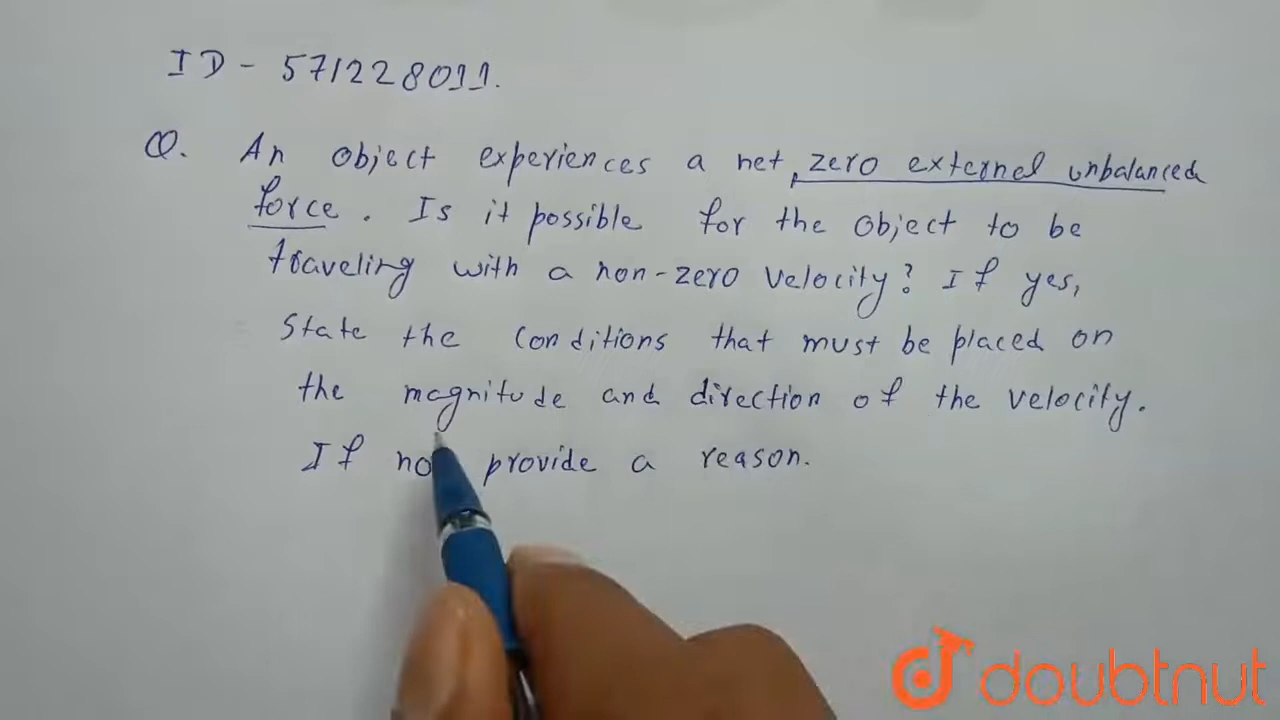 ID - 571228011.
Q. An object experiences a net, zero external unbalanced
force. Is it possible for the object to be
traveling with a non-zero velocity? If yes,
State the conditions that must be placed on
the magnitude and direction of the velocity.
If no provide a reason.
doubtnut